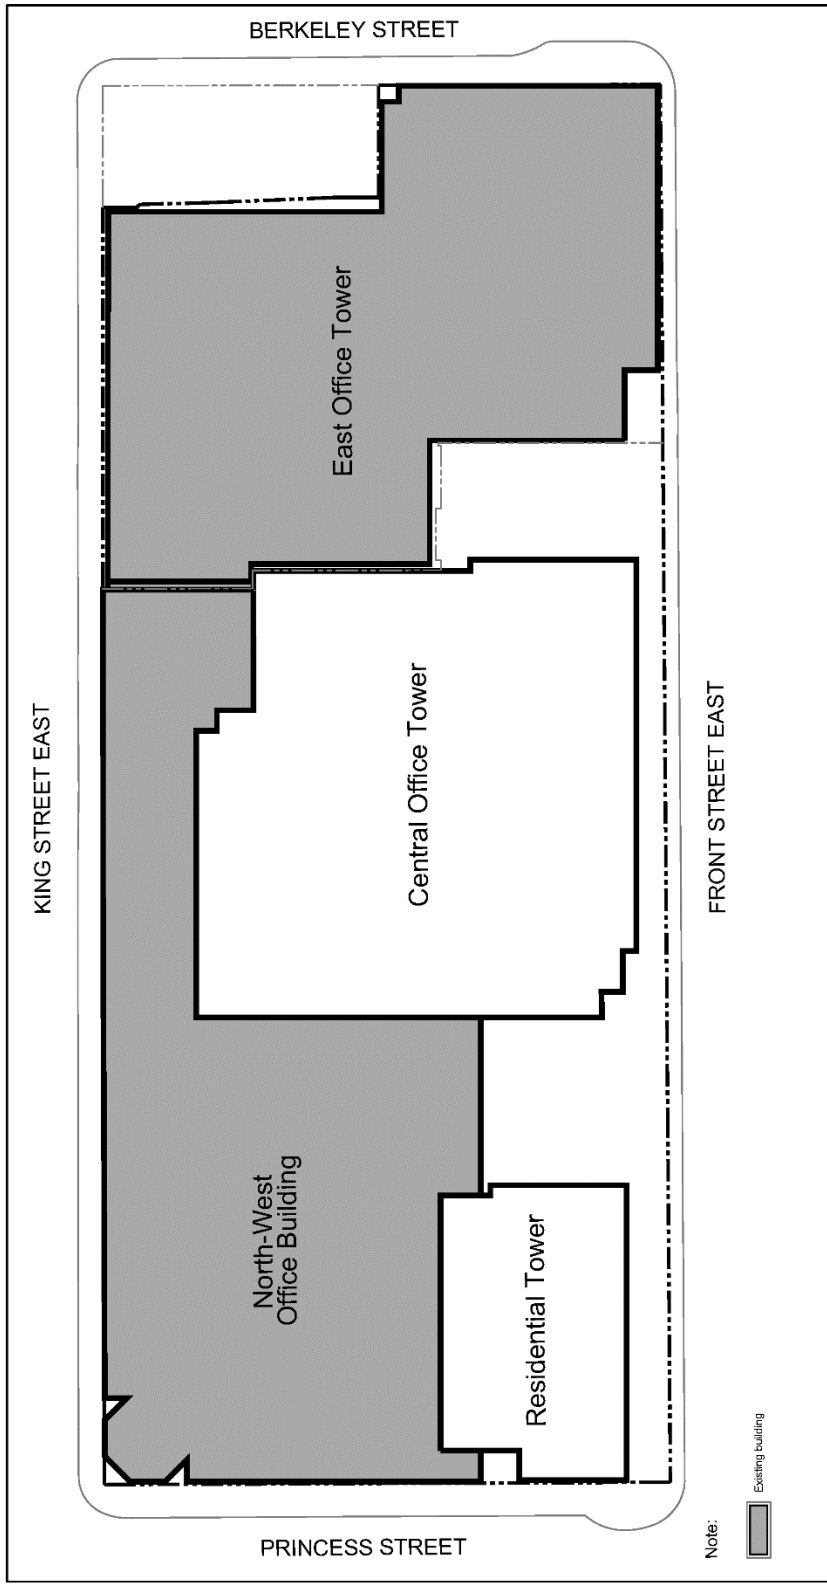 BERKELEY STREET
East Office Tower
KING STREET EAST
Central Office Tower
FRONT STREET EAST
North-West
Office Building
Residential Tower
PRINCESS STREET
Note:
Existing building